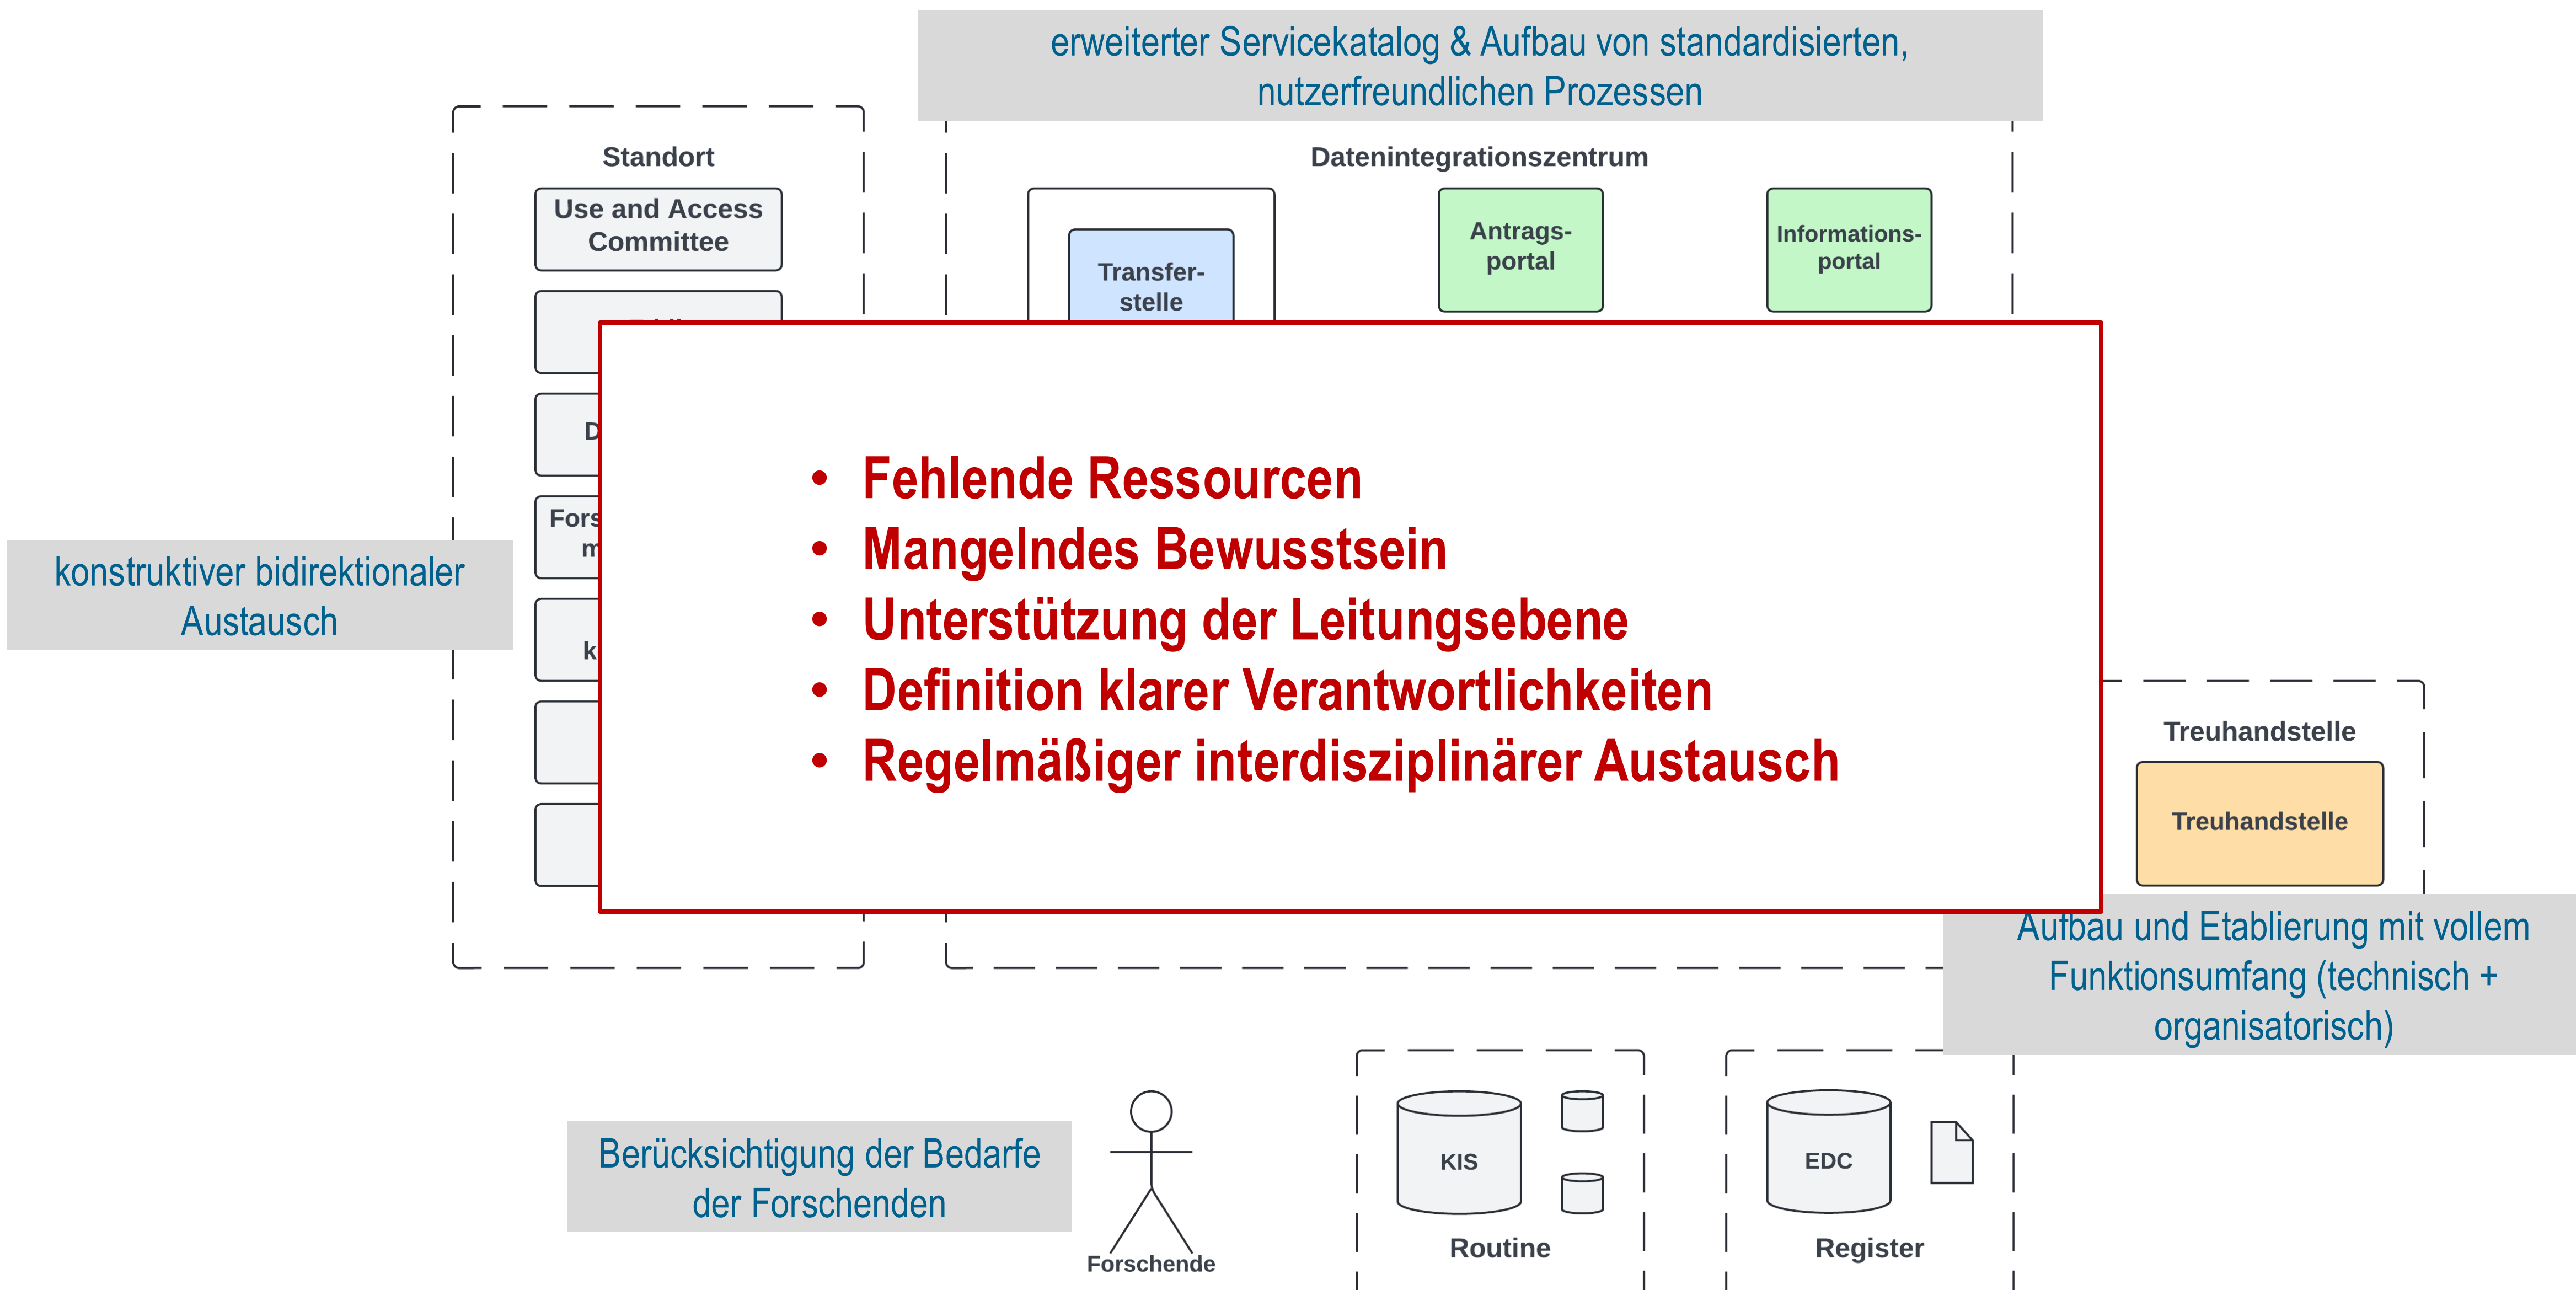 erweiterter Servicekatalog & Aufbau von standardisierten,
nutzerfreundlichen Prozessen
Standort
Use and Access
Committee
Datenintegrationszentrum
Transfer-
stelle
Antrags-
portal
Informations-
portal
konstruktiver bidirektionaler
Austausch
• Fehlende Ressourcen
• Mangelndes Bewusstsein
• Unterstützung der Leitungsebene
• Definition klarer Verantwortlichkeiten
• Regelmäßiger interdisziplinärer Austausch
Treuhandstelle
Treuhandstelle
Aufbau und Etablierung mit vollem
Funktionsumfang (technisch +
organisatorisch)
Berücksichtigung der Bedarfe
der Forschenden
Forschende
KIS
Routine
EDC
Register